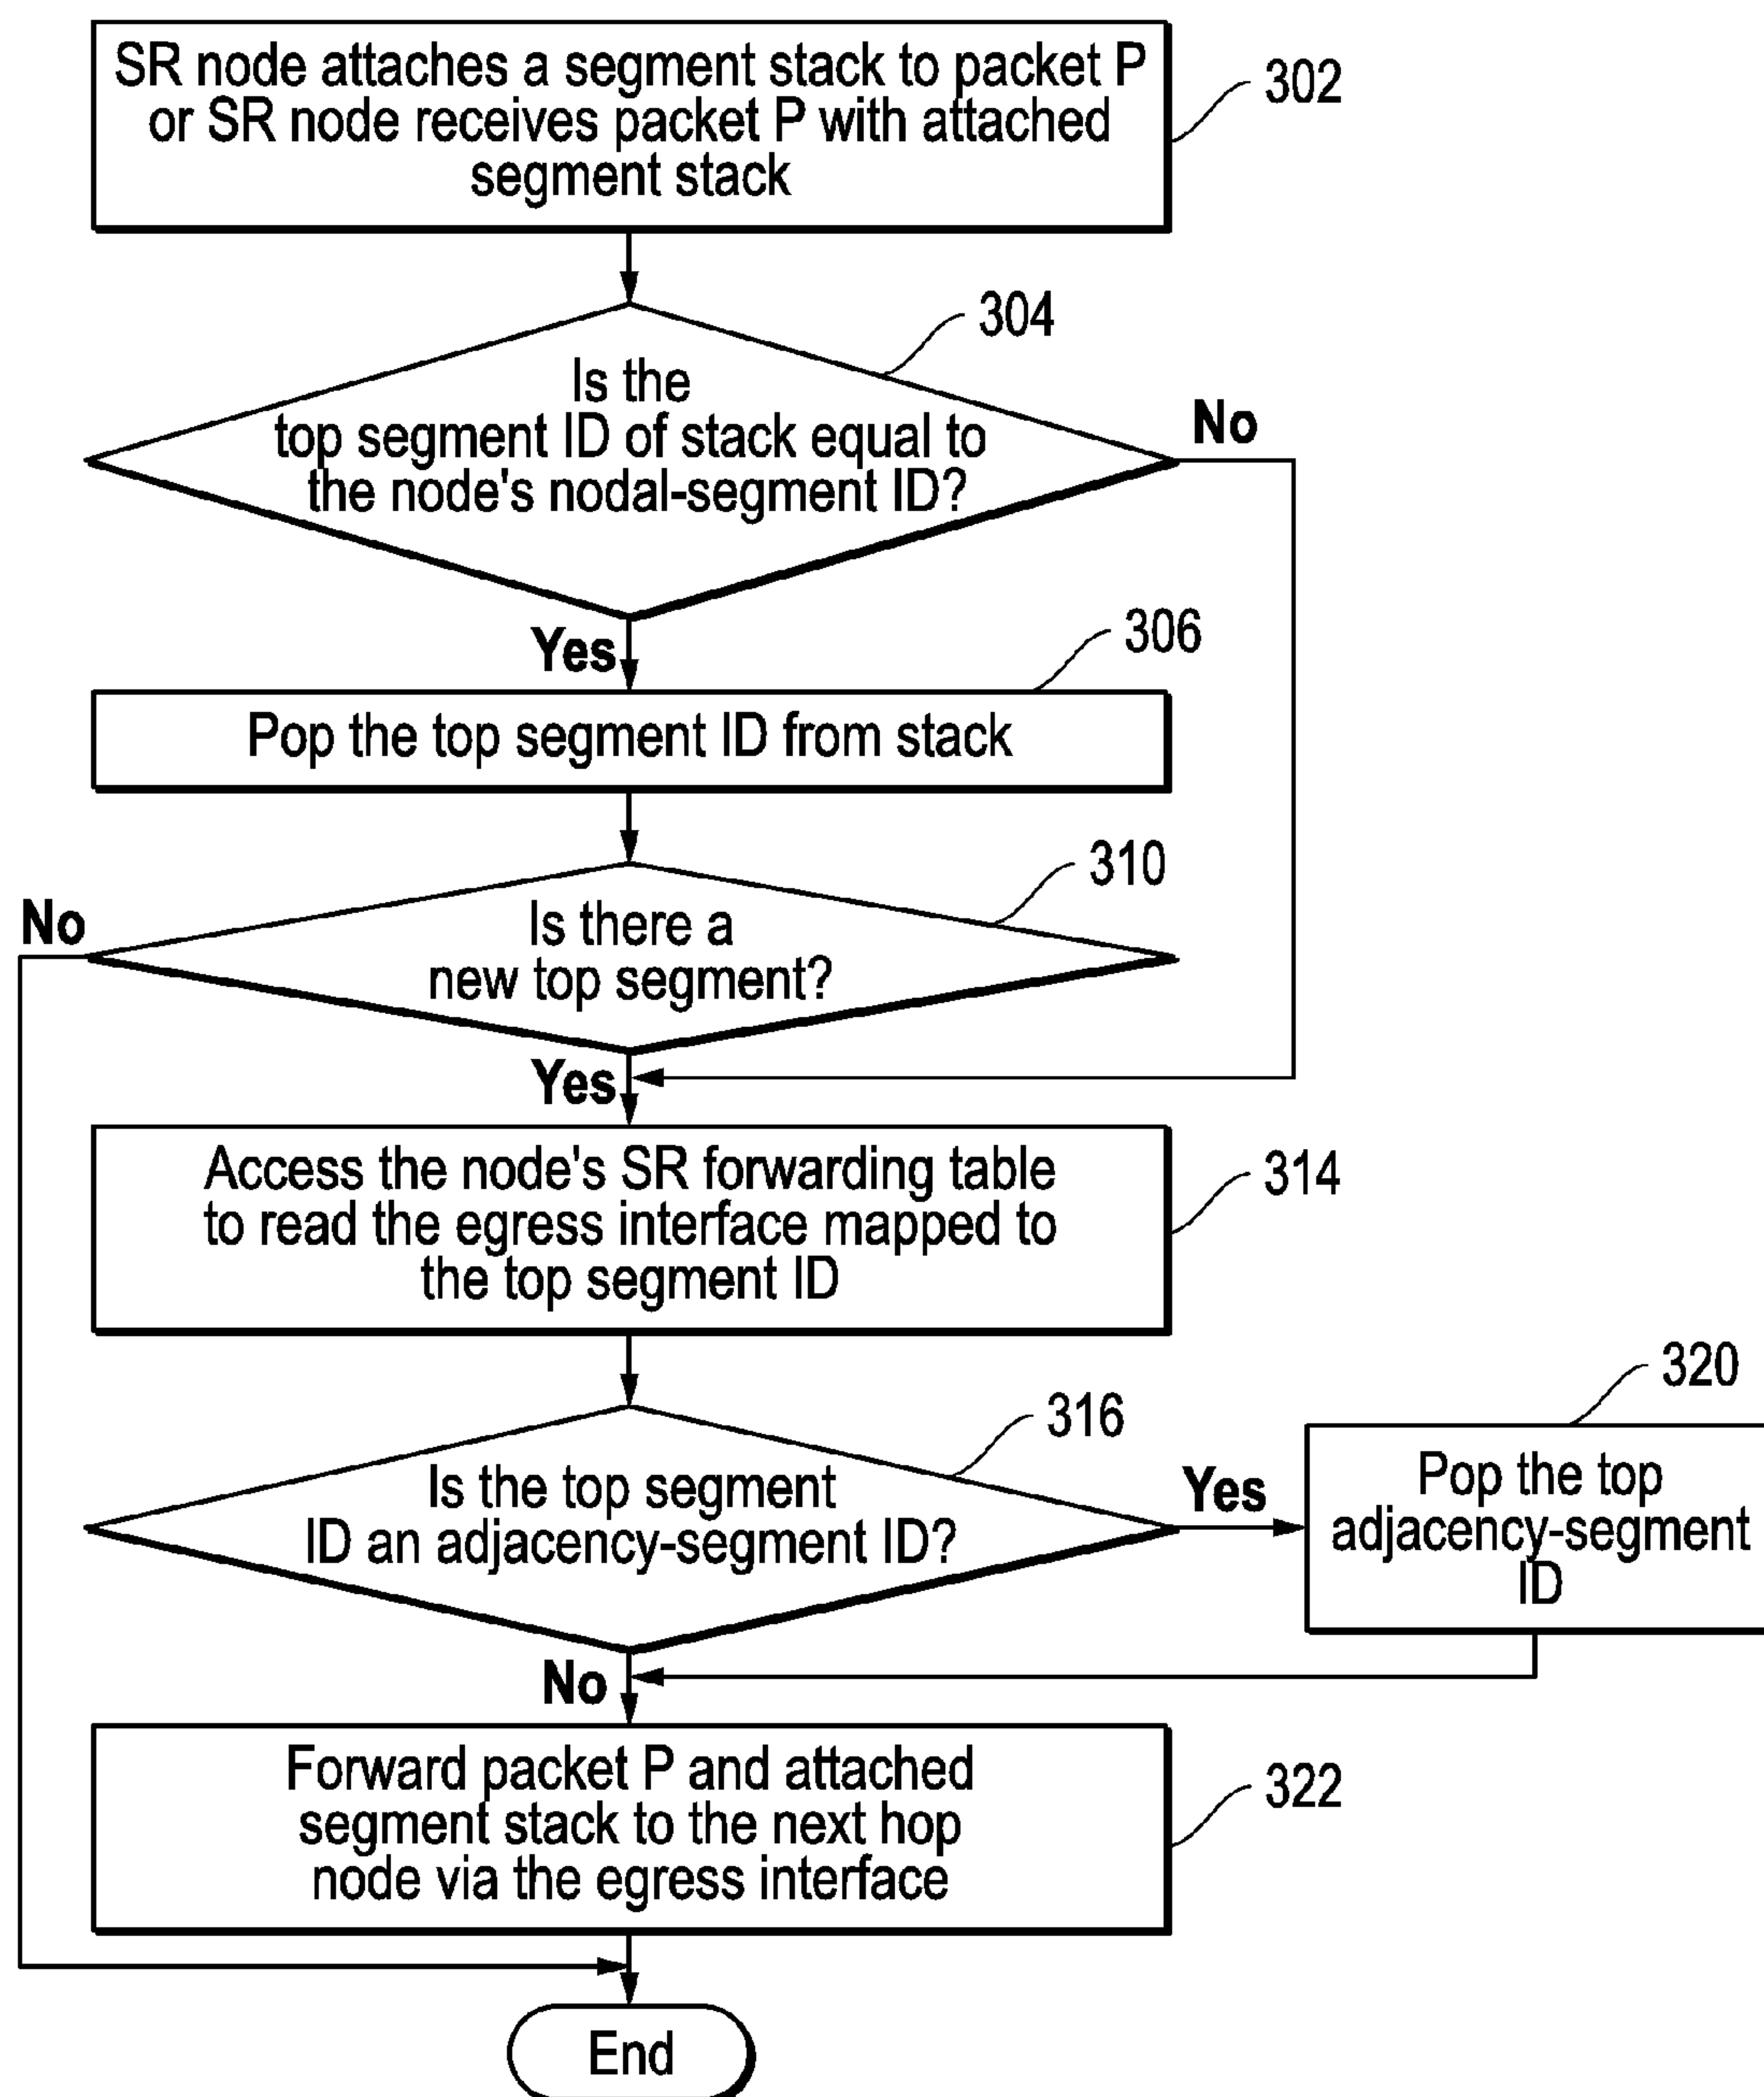 SR node attaches a segment stack to packet P
or SR node receives packet P with attached
segment stack
302
304
Is the
top segment ID of stack equal to
the node's nodal-segment ID?
No
Yes
306
Pop the top segment ID from stack
310
No
Is there a
new top segment?
Yes
Access the node's SR forwarding table
to read the egress interface mapped to
the top segment ID
314
316
Is the top segment
ID an adjacency-segment ID?
Yes
320
Pop the top
adjacency-segment
ID
No
Forward packet P and attached
segment stack to the next hop
node via the egress interface
322
End